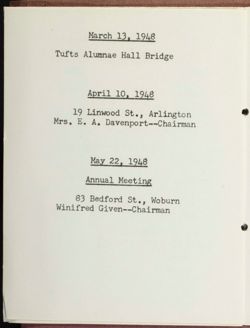 March 13, 1948
Tufts Alumnae Hall Bridge
April 10, 1948
19 Linwood St., Arlington
Mrs. E. A. Davenport--Chairman
May 22, 1948
Annual Meeting
83 Bedford St., Woburn
Winifred Given--Chairman